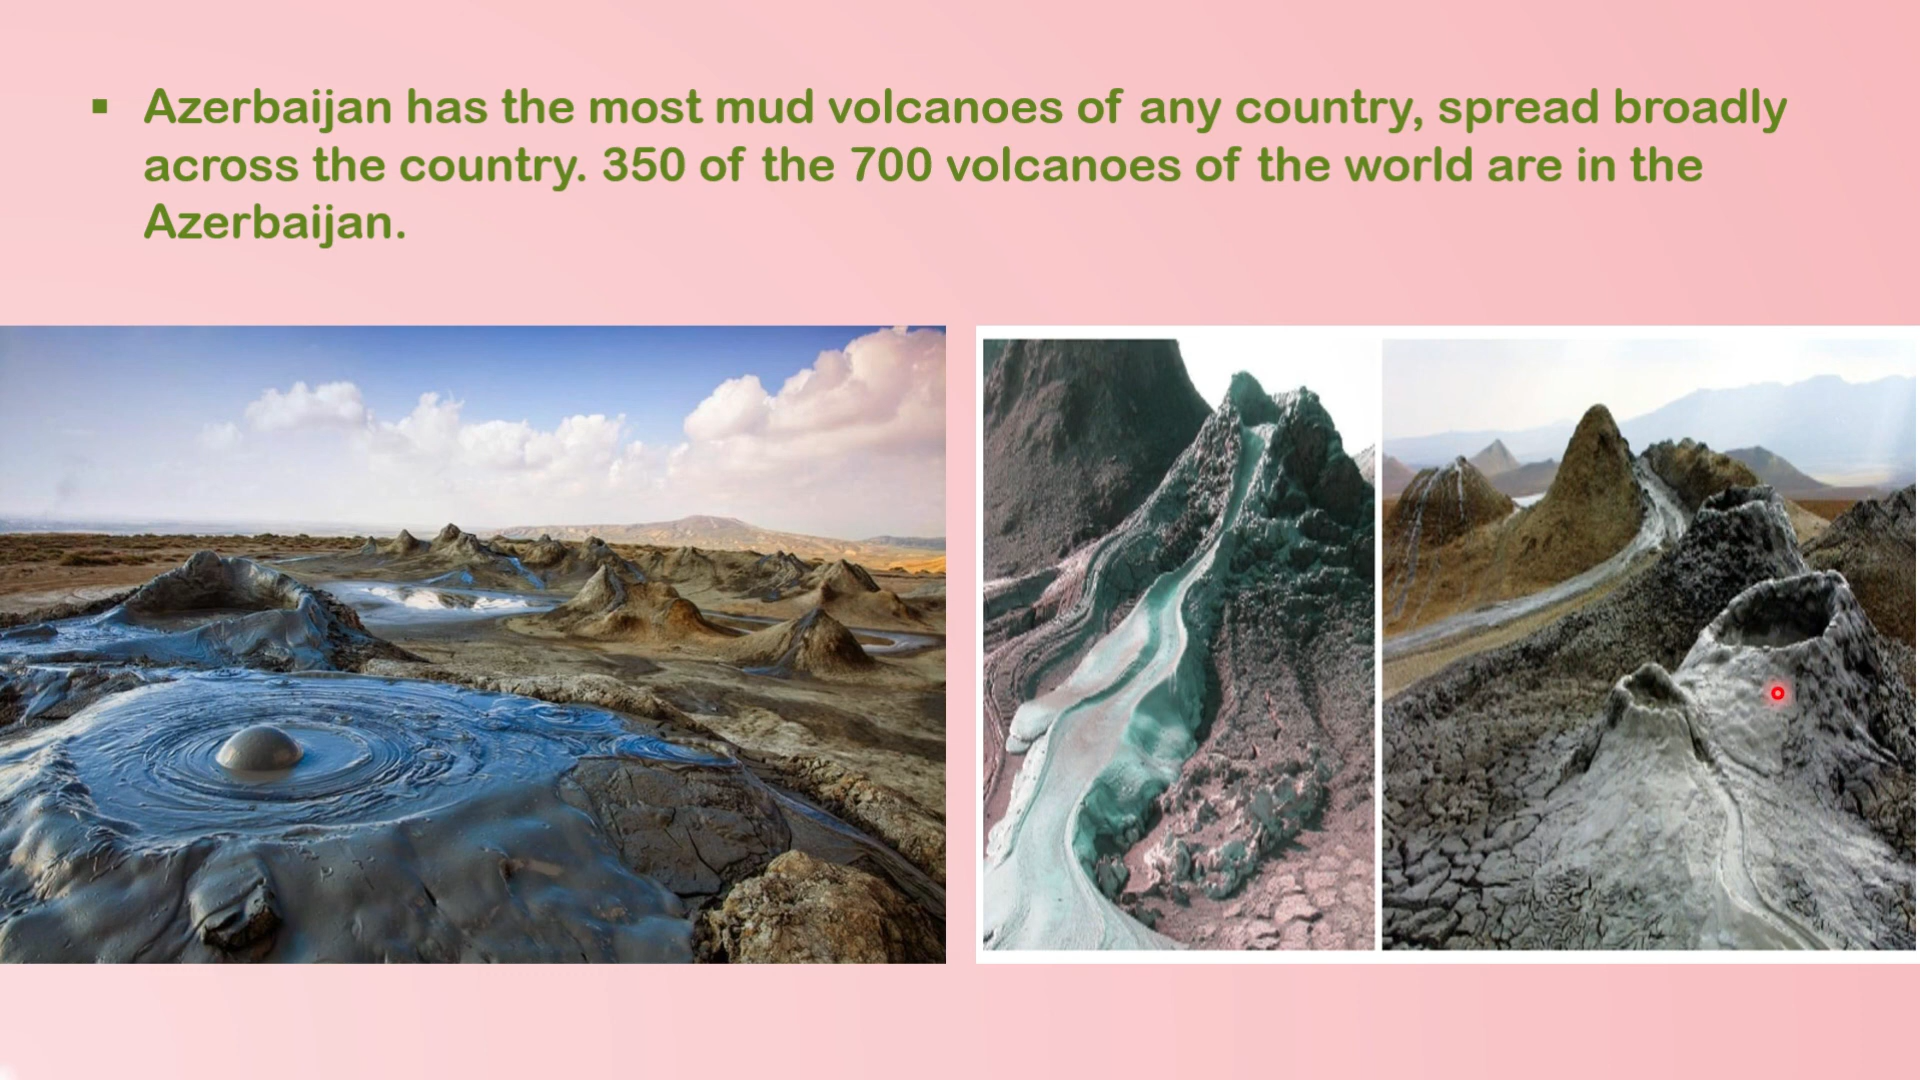 ▪ Azerbaijan has the most mud volcanoes of any country, spread broadly
across the country. 350 of the 700 volcanoes of the world are in the
Azerbaijan.